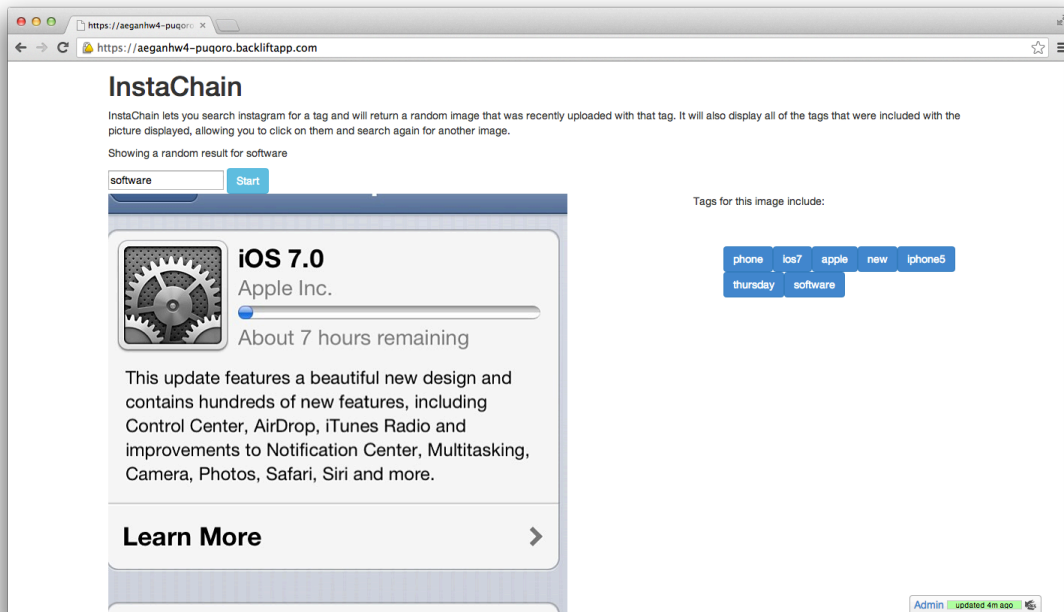 https://aeganhw4-puqoro
https://aeganhw4-puqoro.backliftapp.com
InstaChain
InstaChain lets you search instagram for a tag and will return a random image that was recently uploaded with that tag. It will also display all of the tags that were included with the
picture displayed, allowing you to click on them and search again for another image.
Showing a random result for software
software Start
Tags for this image include:
phone ios7 apple new iphone5
thursday software
iOS 7.0
Apple Inc.
About 7 hours remaining
This update features a beautiful new design and
contains hundreds of new features, including
Control Center, AirDrop, iTunes Radio and
improvements to Notification Center, Multitasking,
Camera, Photos, Safari, Siri and more.
Learn More
Admin updated 4m ago